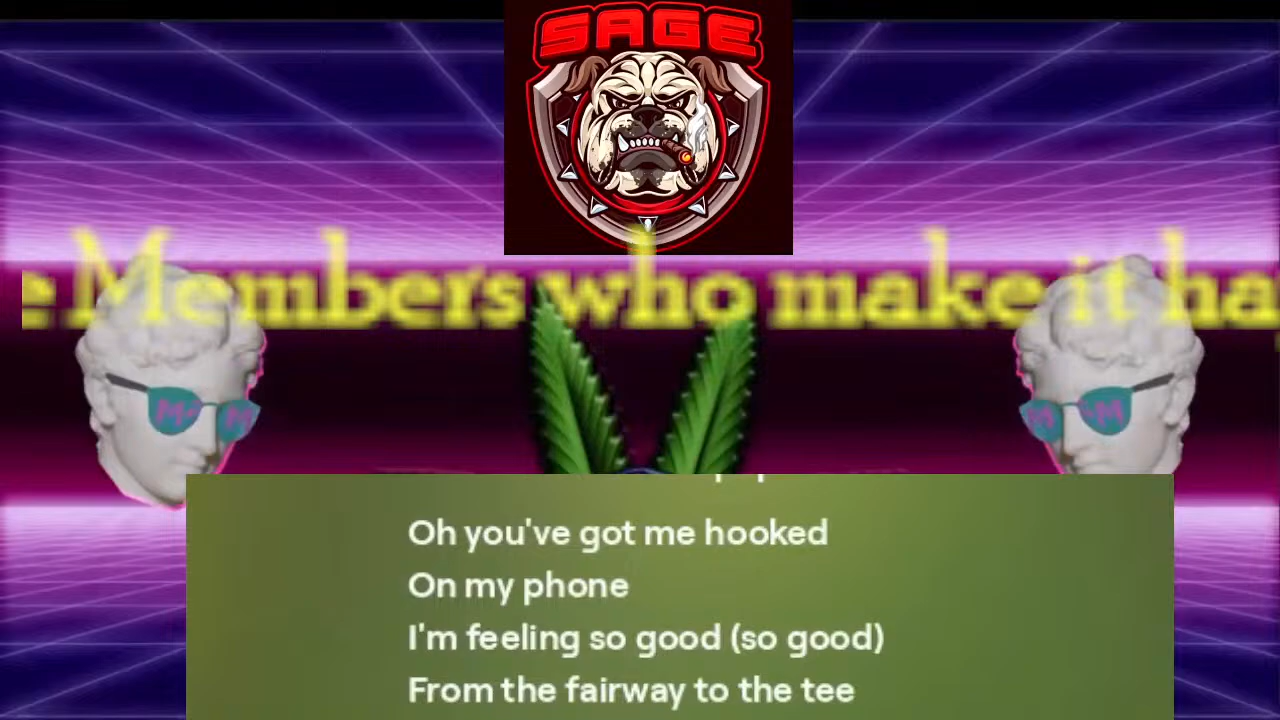 SAGE
e Members who make it ha
M M
M M
Oh you've got me hooked
On my phone
I'm feeling so good (so good)
From the fairway to the tee